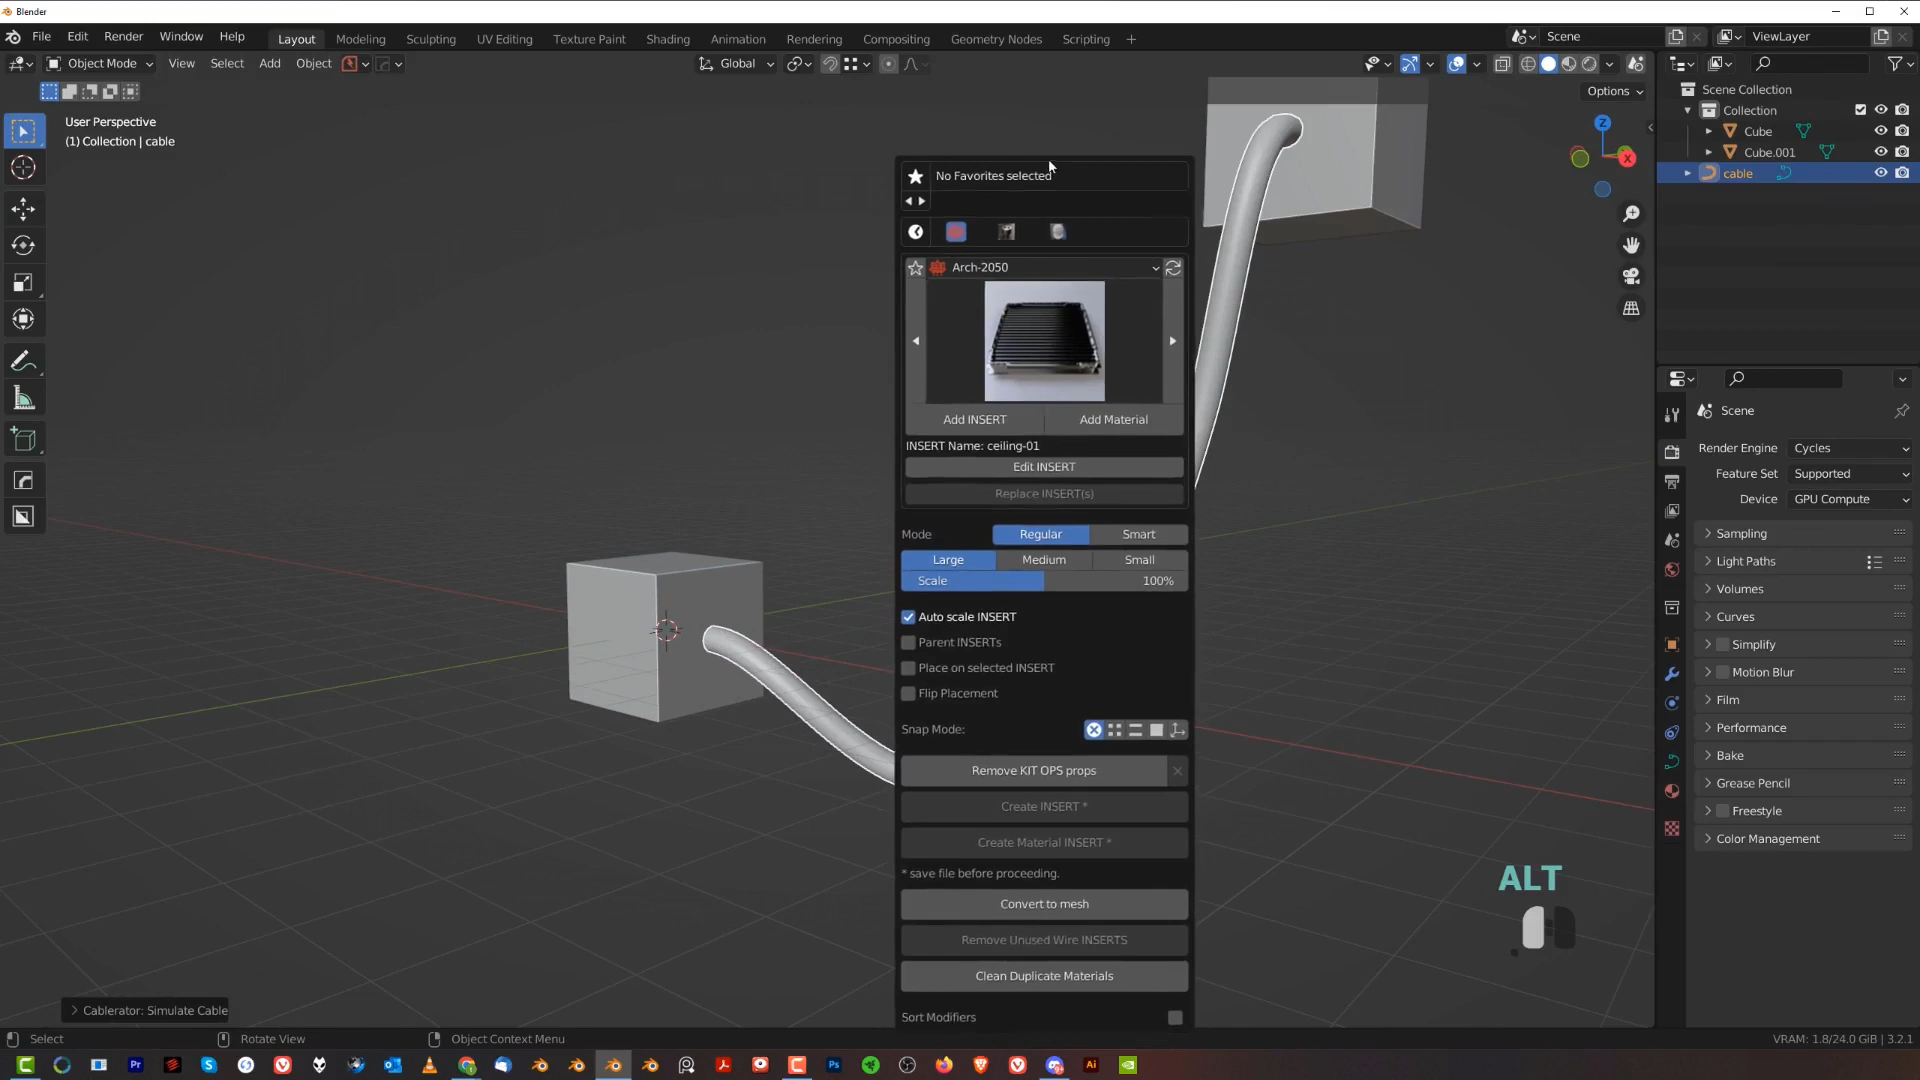 Blender
File Edit Render Window Help Layout Modeling Sculpting UV Editing Texture Paint Shading Animation Rendering Compositing Geometry Nodes Scripting + Scene ViewLayer
Object Mode View Select Add Object Global
Options
User Perspective
(1) Collection | cable
Z
X
Scene Collection
Collection
Cube
Cube.001
cable
No Favorites selected
Arch-2050
Add INSERT Add Material
INSERT Name: ceiling-01
Edit INSERT
Replace INSERT(s)
Mode Regular Smart
Large Medium Small
Scale 100%
Auto scale INSERT
Parent INSERTs
Place on selected INSERT
Flip Placement
Snap Mode:
Remove KIT OPS props
Create INSERT *
Create Material INSERT *
* save file before proceeding.
Convert to mesh
Remove Unused Wire INSERTS
Clean Duplicate Materials
Sort Modifiers
Scene
Render Engine Cycles
Feature Set Supported
Device GPU Compute
Sampling
Light Paths
Volumes
Curves
Simplify
Motion Blur
Film
Performance
Bake
Grease Pencil
Freestyle
Color Management
ALT
Cablerator: Simulate Cable
Select Rotate View Object Context Menu VRAM: 1.8/24.0 GiB | 3.2.1